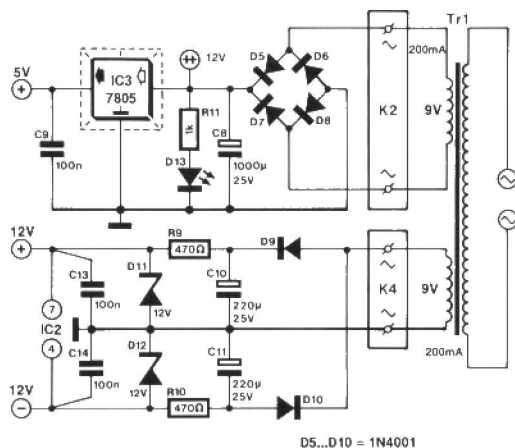 Tr1
200mA
9V
K2
D5
D6
D7
D8
12V
IC3
7805
5V
+
R11
1k
C8
1000µ
25V
D13
C9
100n
12V
+
R9
470Ω
D9
K4
9V
200mA
C13
100n
D11
12V
C10
220µ
25V
7
IC2
4
C14
100n
D12
12V
C11
220µ
25V
12V
−
R10
470Ω
D10
D5...D10 = 1N4001